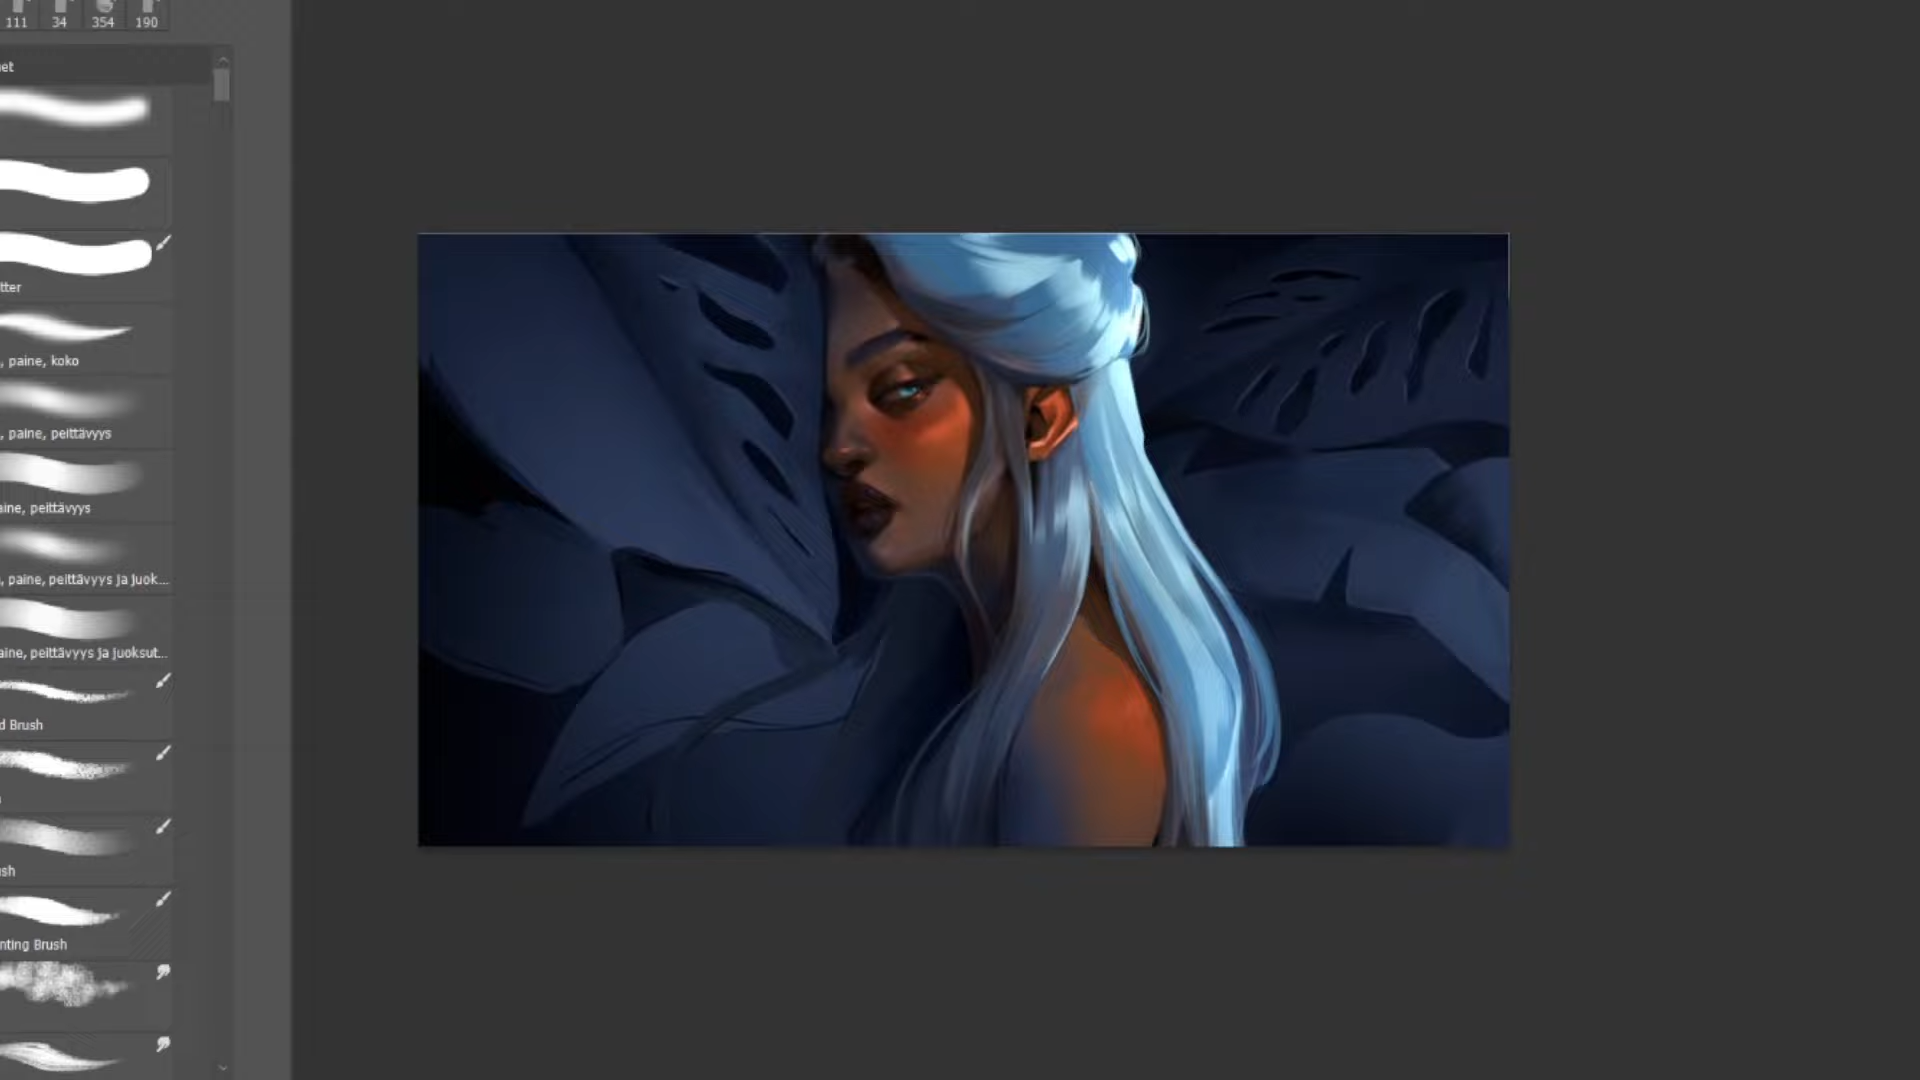 111 34 354 190
et
tter
, paine, koko
, paine, peittävyys
aine, peittävyys
, paine, peittävyys ja juok...
aine, peittävyys ja juoksut...
d Brush
sh
nting Brush